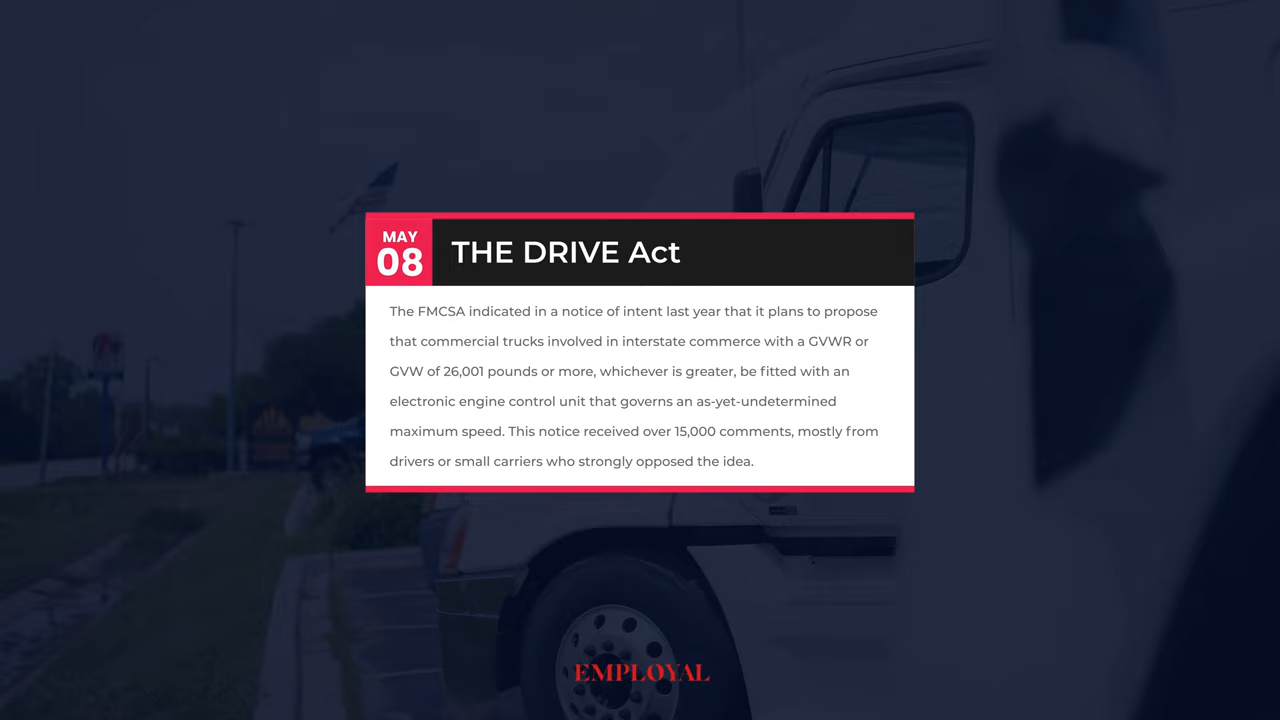 MAY
08
THE DRIVE Act
The FMCSA indicated in a notice of intent last year that it plans to propose
that commercial trucks involved in interstate commerce with a GVWR or
GVW of 26,001 pounds or more, whichever is greater, be fitted with an
electronic engine control unit that governs an as-yet-undetermined
maximum speed. This notice received over 15,000 comments, mostly from
drivers or small carriers who strongly opposed the idea.
EMPLOYAL